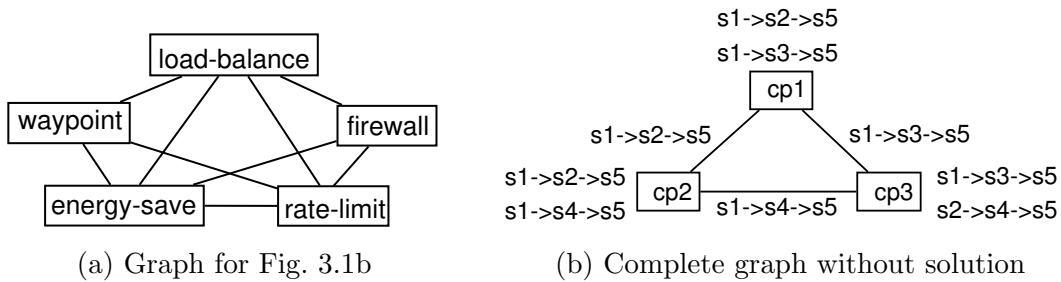 load-balance
waypoint
firewall
energy-save
rate-limit
(a) Graph for Fig. 3.1b
s1->s2->s5
s1->s3->s5
cp1
s1->s2->s5
s1->s3->s5
s1->s2->s5
s1->s4->s5
cp2
s1->s4->s5
cp3
s1->s3->s5
s2->s4->s5
(b) Complete graph without solution